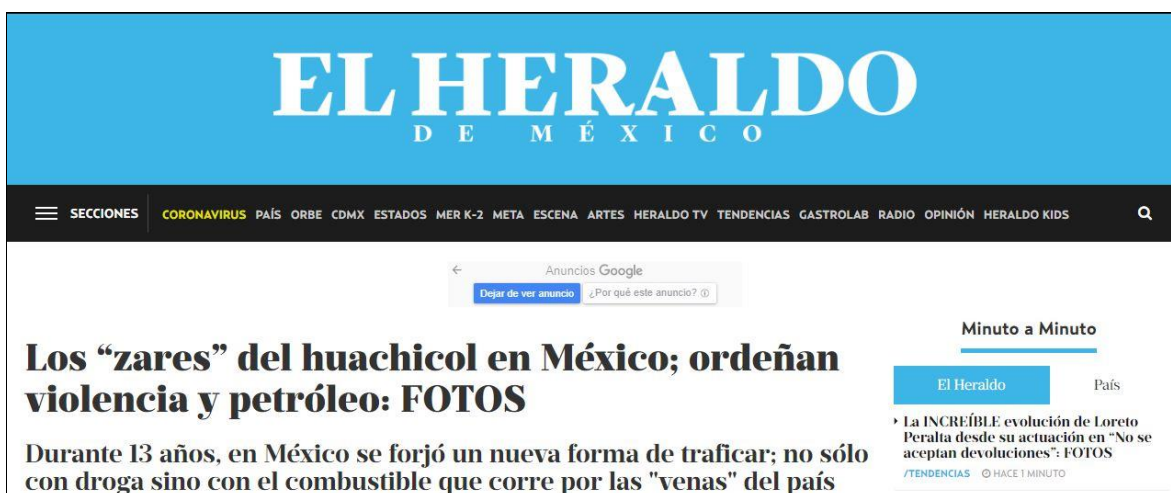 EL HERALDO
DE MÉXICO
SECCIONES CORONAVIRUS PAÍS ORBE CDMX ESTADOS MER K-2 META ESCENA ARTES HERALDO TV TENDENCIAS GASTROLAB RADIO OPINIÓN HERALDO KIDS
Anuncios Google
Dejar de ver anuncio ¿Por qué este anuncio?
Los “zares” del huachicol en México; ordeñan
violencia y petróleo: FOTOS
Durante 13 años, en México se forjó un nueva forma de traficar; no sólo
con droga sino con el combustible que corre por las "venas" del país
Minuto a Minuto
El Heraldo País
La INCREÍBLE evolución de Loreto
Peralta desde su actuación en “No se
aceptan devoluciones”: FOTOS
/TENDENCIAS HACE 1 MINUTO